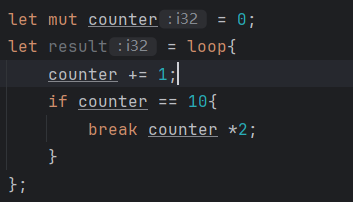 let mut counter : i32 = 0;
let result : i32 = loop{
    counter += 1;
    if counter == 10{
        break counter *2;
    }
};